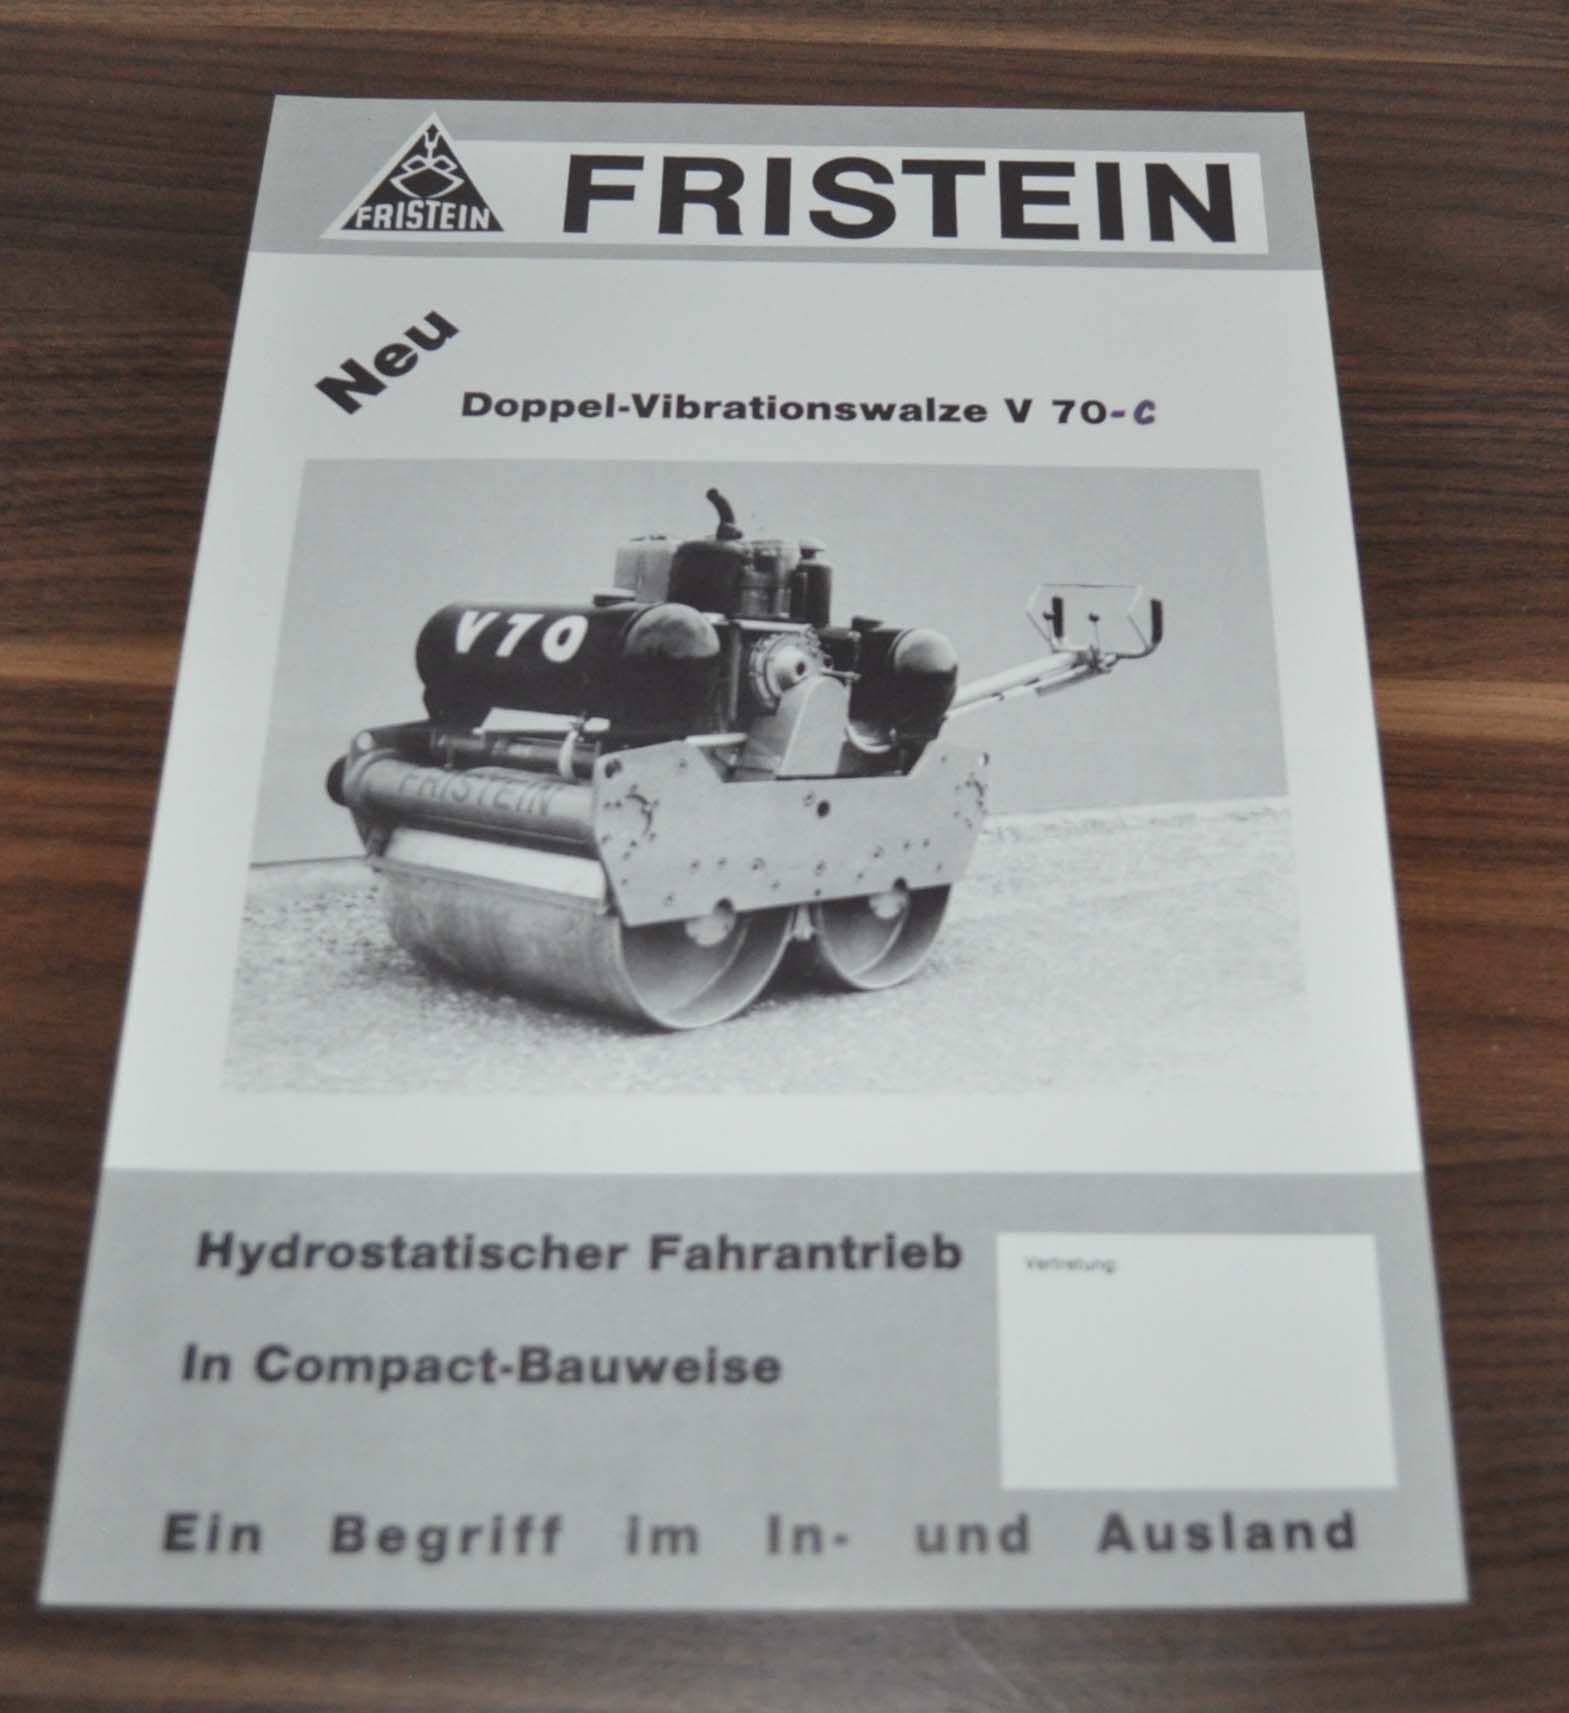 FRISTEIN
FRISTEIN
Neu
Doppel-Vibrationswalze V 70-C
V70
FRISTEIN
Hydrostatischer Fahrantrieb
Vertretung:
In Compact-Bauweise
Ein Begriff im In- und Ausland